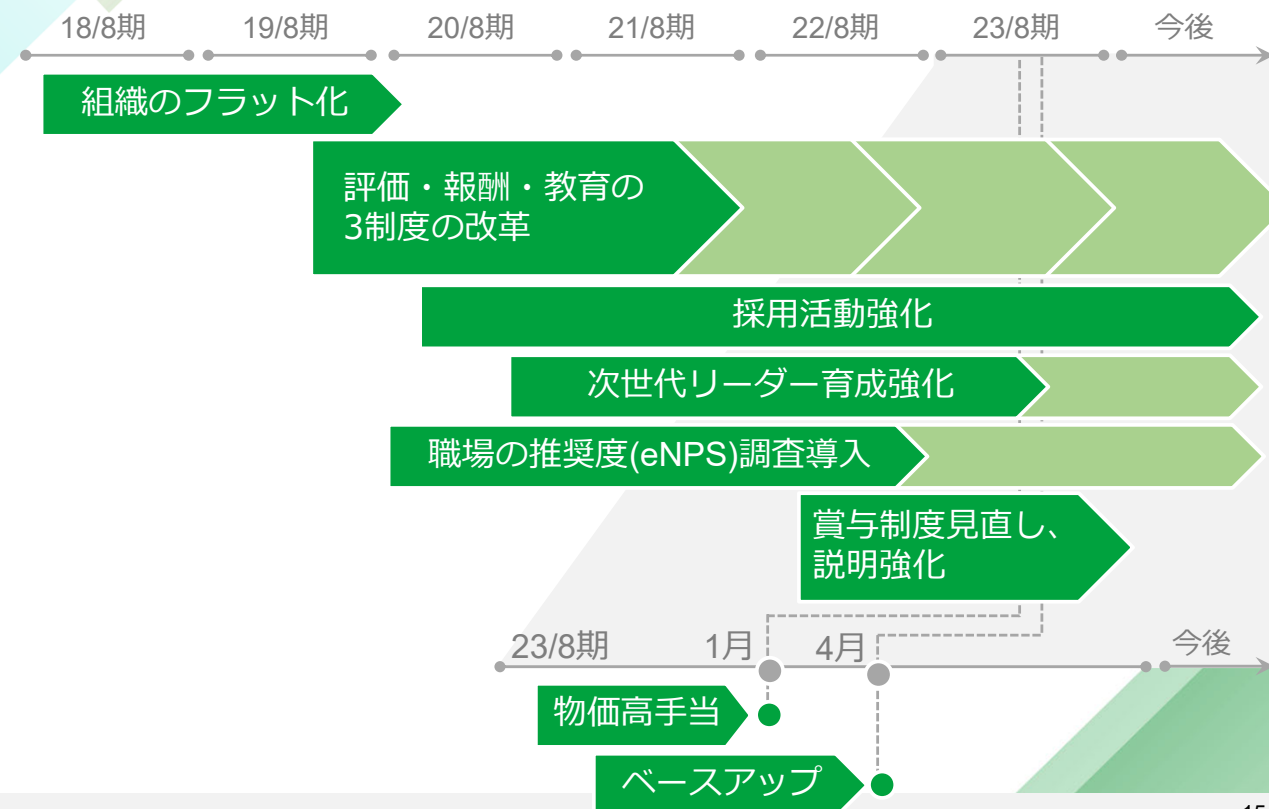 18/8期 19/8期 20/8期 21/8期 22/8期 23/8期 今後
組織のフラット化
評価・報酬・教育の
3制度の改革
採用活動強化
次世代リーダー育成強化
職場の推奨度(eNPS)調査導入
賞与制度見直し、
説明強化
23/8期 1月 4月 今後
物価高手当
ベースアップ
15